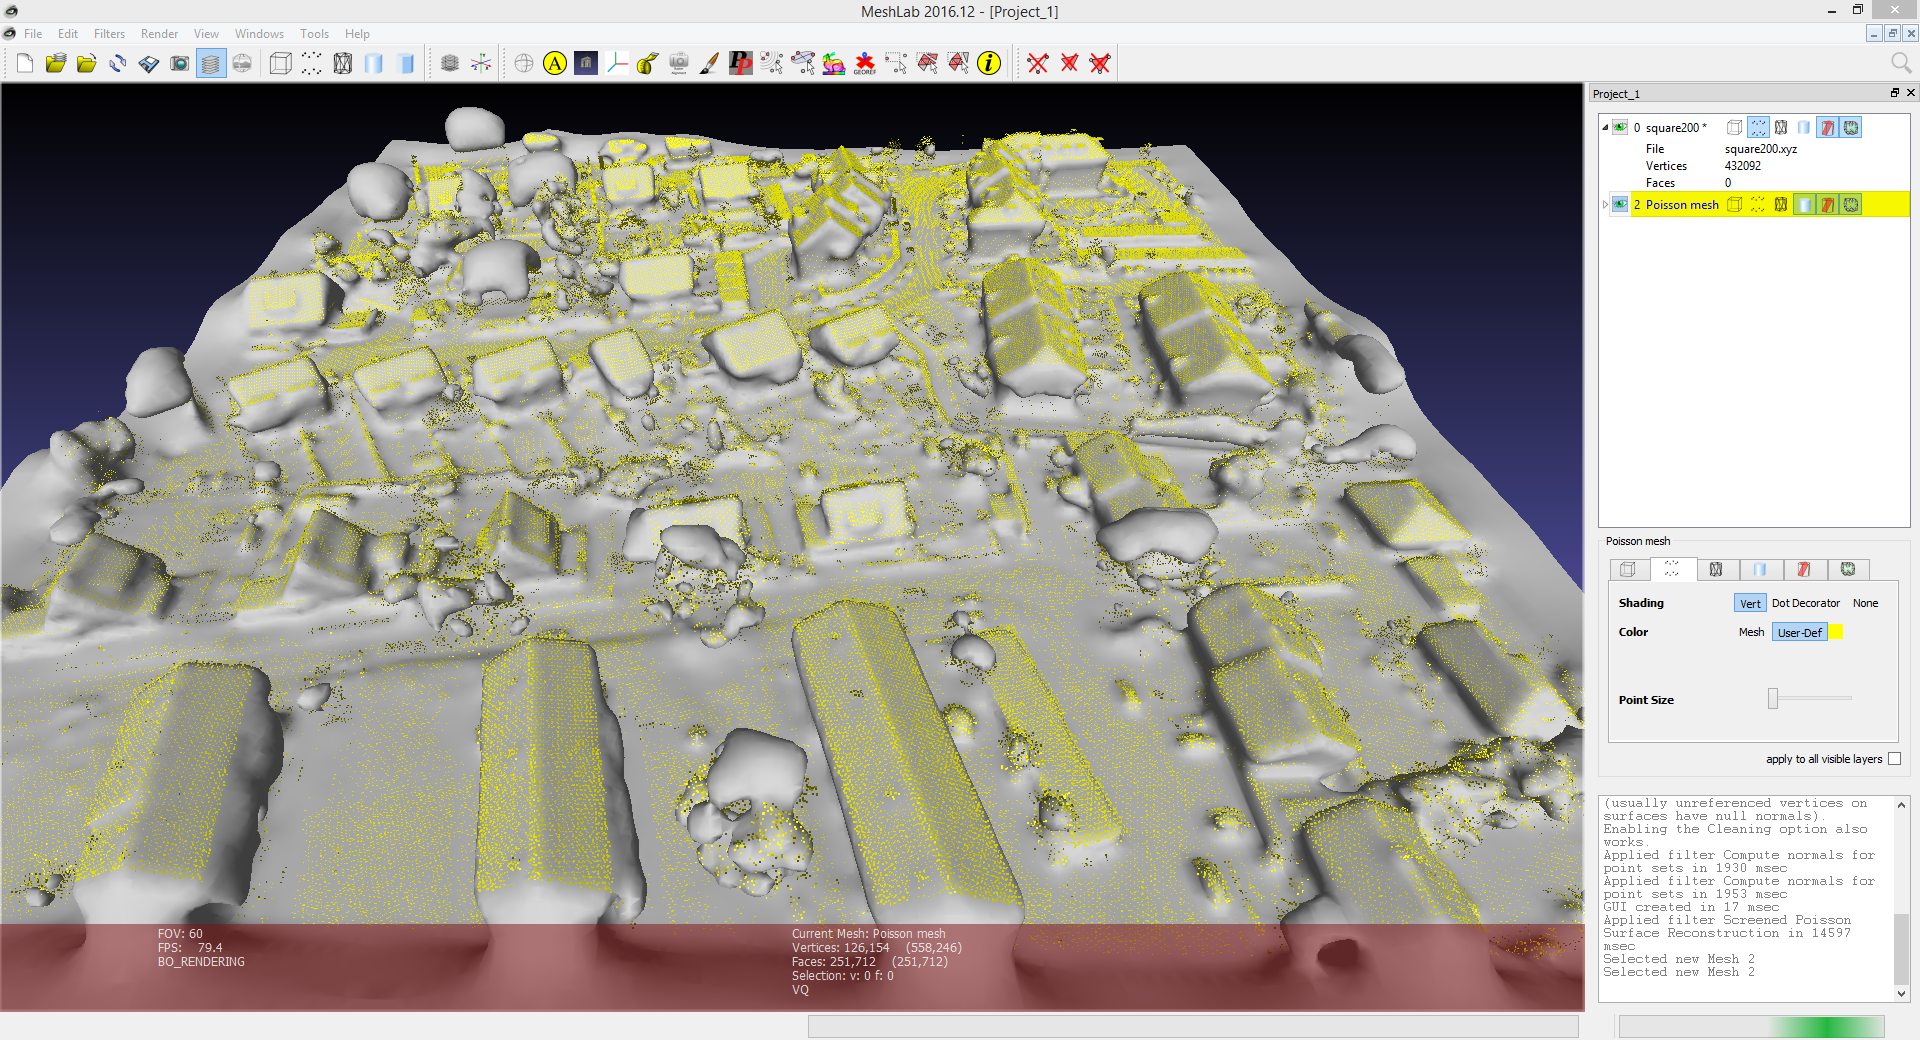 MeshLab 2016.12 - [Project_1]
File Edit Filters Render View Windows Tools Help
A
PP
GEOREF
i
Project_1
0 square200 *
File square200.xyz
Vertices 432092
Faces 0
2 Poisson mesh
Poisson mesh
Shading Vert Dot Decorator None
Color Mesh User-Def
Point Size
apply to all visible layers
(usually unreferenced vertices on
surfaces have null normals).
Enabling the Cleaning option also
works.
Applied filter Compute normals for
point sets in 1930 msec
Applied filter Compute normals for
point sets in 1953 msec
GUI created in 17 msec
Applied filter Screened Poisson
Surface Reconstruction in 14597
msec
Selected new Mesh 2
Selected new Mesh 2
FOV: 60
FPS: 79.4
BO_RENDERING
Current Mesh: Poisson mesh
Vertices: 126,154 (558,246)
Faces: 251,712 (251,712)
Selection: v: 0 f: 0
VQ